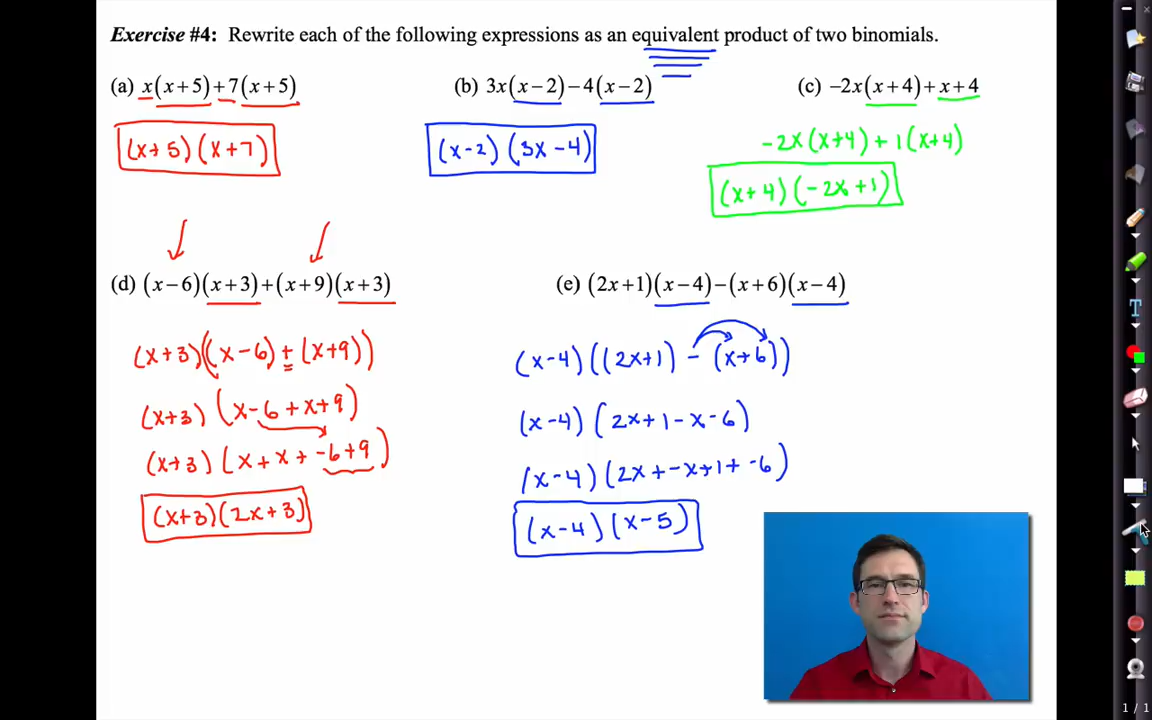 Exercise #4: Rewrite each of the following expressions as an equivalent product of two binomials.
(a) x(x+5)+7(x+5)
(b) 3x(x−2)−4(x−2)
(c) −2x(x+4)+x+4
(x+5)(x+7)
(x-2)(3x-4)
-2x(x+4)+1(x+4)
(x+4)(-2x+1)
(d) (x−6)(x+3)+(x+9)(x+3)
(e) (2x+1)(x−4)−(x+6)(x−4)
(x+3)((x-6)+(x+9))
(x-4)((2x+1)-(x+6))
(x+3)(x-6+x+9)
(x-4)(2x+1-x-6)
(x+3)(x+x+-6+9)
(x-4)(2x+-x+1+-6)
(x+3)(2x+3)
(x-4)(x-5)
T
1 / 1